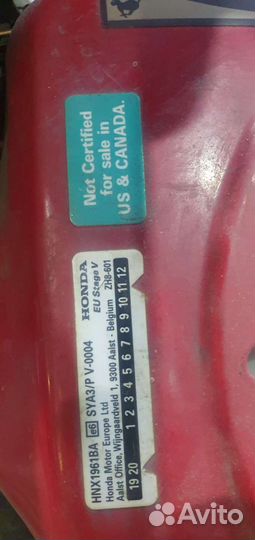 Not Certified
for sale in
US & CANADA.
HONDA
EU Stage V
HNX1961BA e6 SYA3/P V-0004
Honda Motor Europe Ltd
Aalst Office, Wijngaardveld 1, 9300 Aalst - Belgium ZH8-601
19 20 1 2 3 4 5 6 7 8 9 10 11 12
Avito